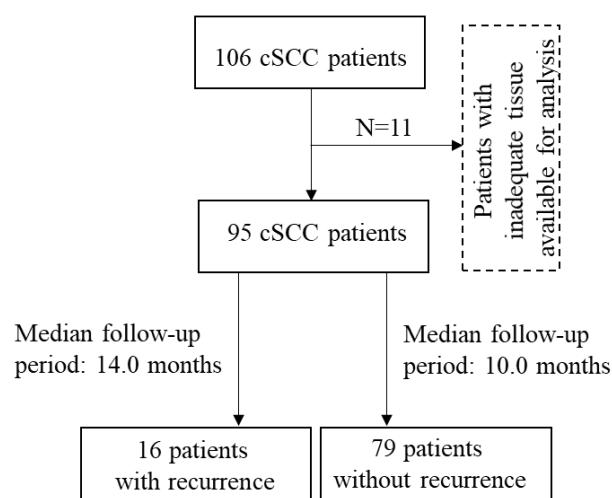 106 cSCC patients
N=11
Patients with
inadequate tissue
available for analysis
95 cSCC patients
Median follow-up
period: 14.0 months
Median follow-up
period: 10.0 months
16 patients
with recurrence
79 patients
without recurrence